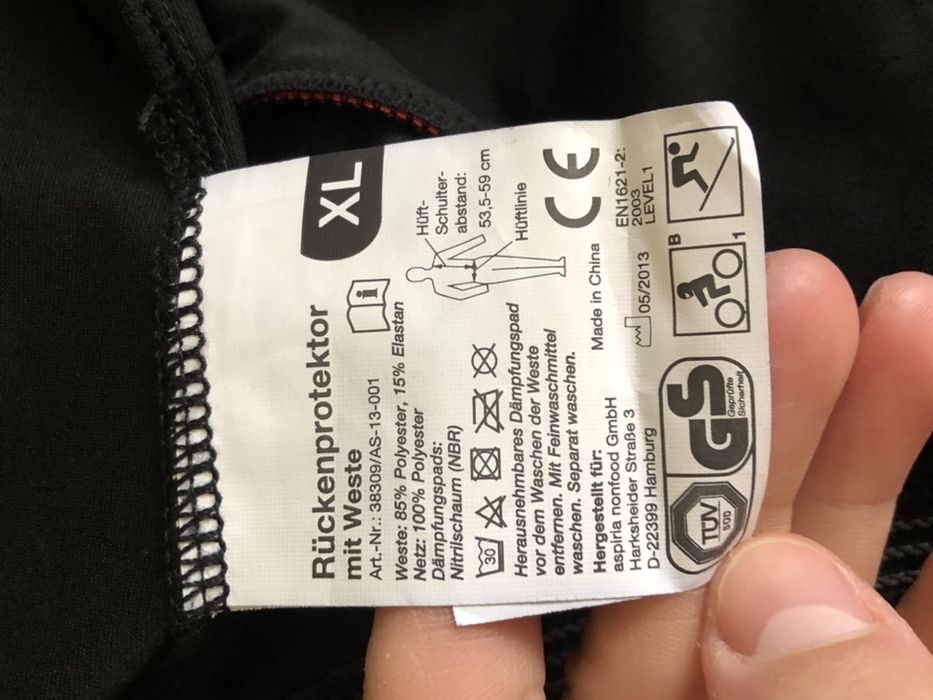 Rückenprotektor
mit Weste
XL
Art.-Nr.: 38309/AS-13-001
Weste: 85% Polyester, 15% Elastan
Netz: 100% Polyester
Dämpfungspads:
Nitrilschaum (NBR)
i
Hüft-
Schulter-
abstand:
53,5-59 cm
Hüftlinie
30
Herausnehmbares Dämpfungspad
vor dem Waschen der Weste
entfernen. Mit Feinwaschmittel
waschen. Separat waschen.
CE
Hergestellt für:
aspiria nonfood GmbH
Harksheider Straße 3
D-22399 Hamburg
Made in China
EN1621-2:
2003
LEVEL1
05/2013
TÜV
SÜD
GS
Geprüfte
Sicherheit
B
1